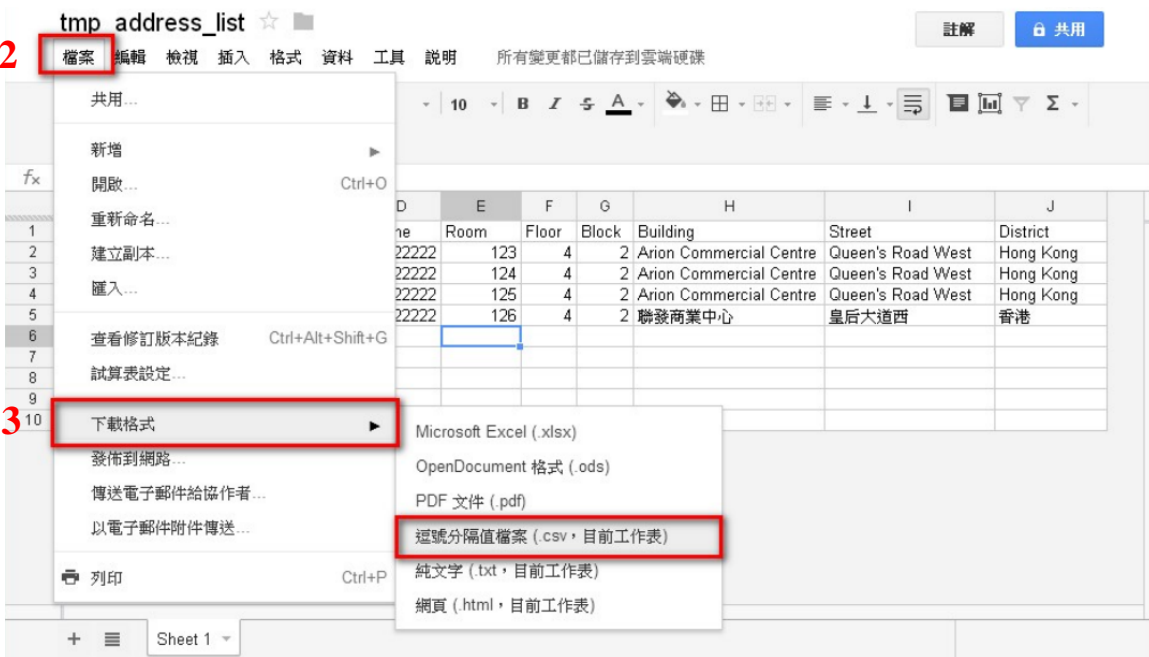 tmp_address_list
註解
共用
2
檔案 編輯 檢視 插入 格式 資料 工具 說明 所有變更都已儲存到雲端硬碟
共用...
10 B I S A Σ
新增
開啟... Ctrl+O
重新命名...
建立副本...
匯入...
查看修訂版本紀錄 Ctrl+Alt+Shift+G
試算表設定...
3
下載格式
發佈到網路...
傳送電子郵件給協作者...
以電子郵件附件傳送...
列印 Ctrl+P
Microsoft Excel (.xlsx)
OpenDocument 格式 (.ods)
PDF 文件 (.pdf)
逗號分隔值檔案 (.csv,目前工作表)
純文字 (.txt,目前工作表)
網頁 (.html,目前工作表)
fx
D E F G H I J
1 ne Room Floor Block Building Street District
2 22222 123 4 2 Arion Commercial Centre Queen's Road West Hong Kong
3 22222 124 4 2 Arion Commercial Centre Queen's Road West Hong Kong
4 22222 125 4 2 Arion Commercial Centre Queen's Road West Hong Kong
5 22222 126 4 2 聯發商業中心 皇后大道西 香港
6
7
8
9
10
Sheet 1